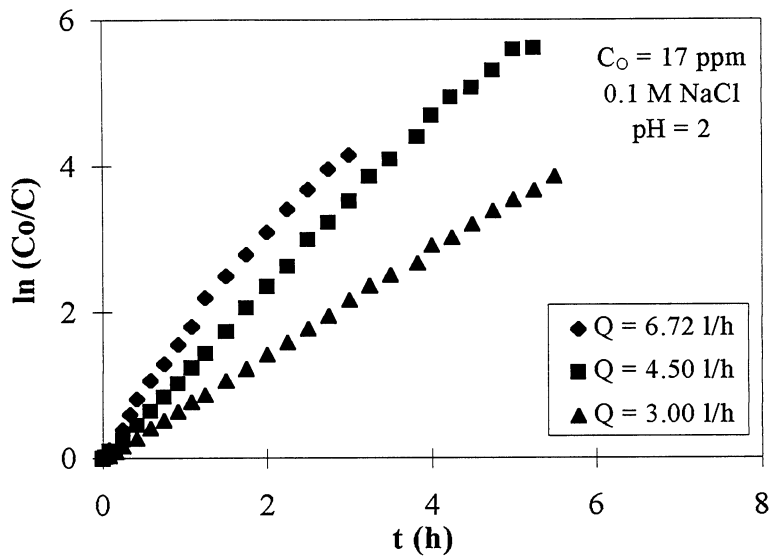 6
C_O = 17 ppm
0.1 M NaCl
pH = 2
4
ln (Co/C)
2
Q = 6.72 l/h
Q = 4.50 l/h
Q = 3.00 l/h
0
0 2 4 6 8
t (h)